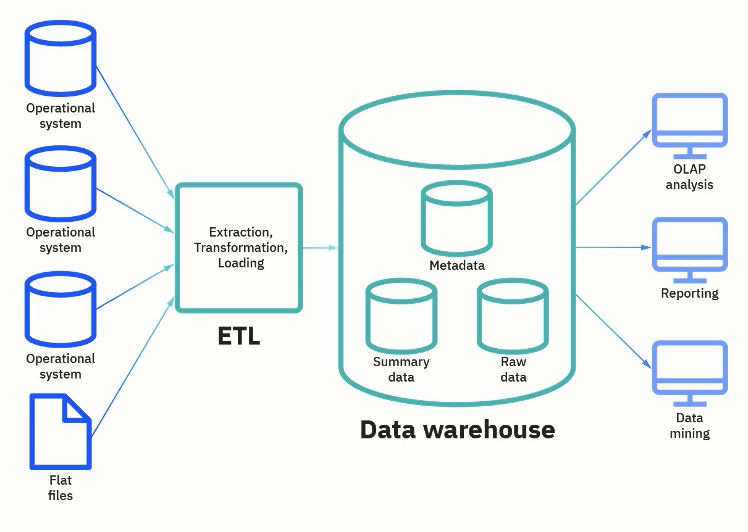 Operational
system
Operational
system
Operational
system
Flat
files
Extraction,
Transformation,
Loading
ETL
Metadata
Summary
data
Raw
data
Data warehouse
OLAP
analysis
Reporting
Data
mining